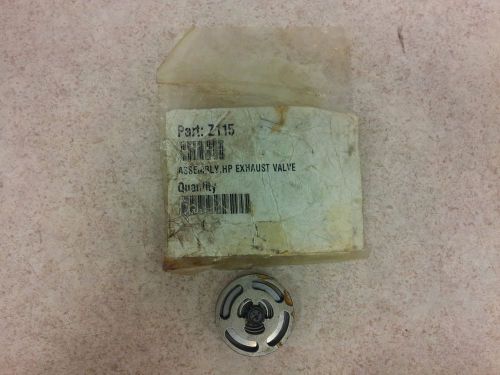 Part: Z115
ASSEMBLY,HP EXHAUST VALVE
Quantity